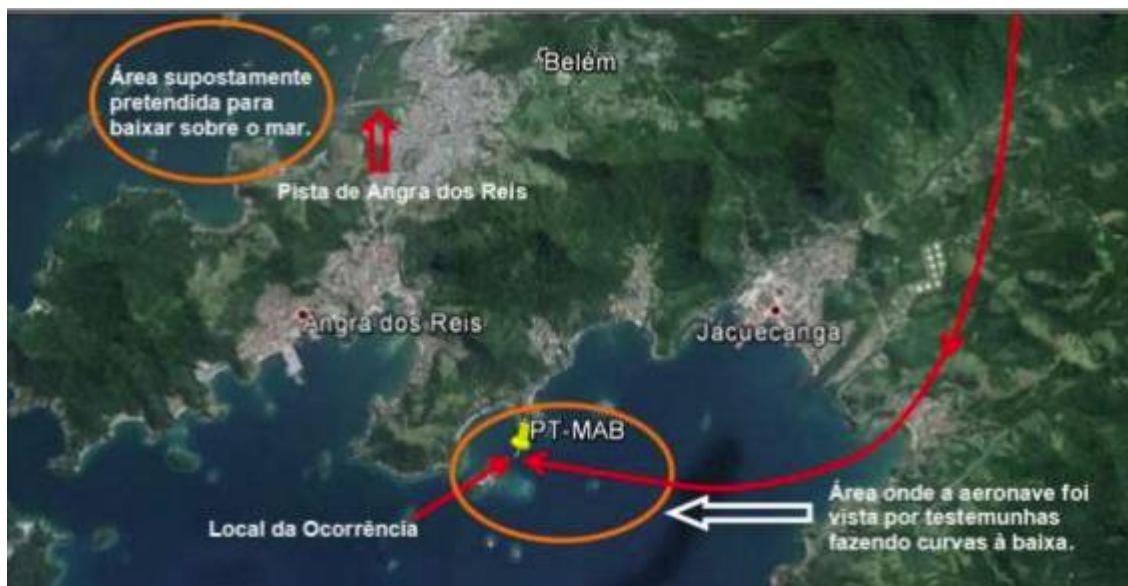 Área supostamente
pretendida para
baixar sobre o mar.
Belém
Pista de Angra dos Reis
Angra dos Reis
Jacuecanga
PT-MAB
Local da Ocorrência
Área onde a aeronave foi
vista por testemunhas
fazendo curvas à baixa.